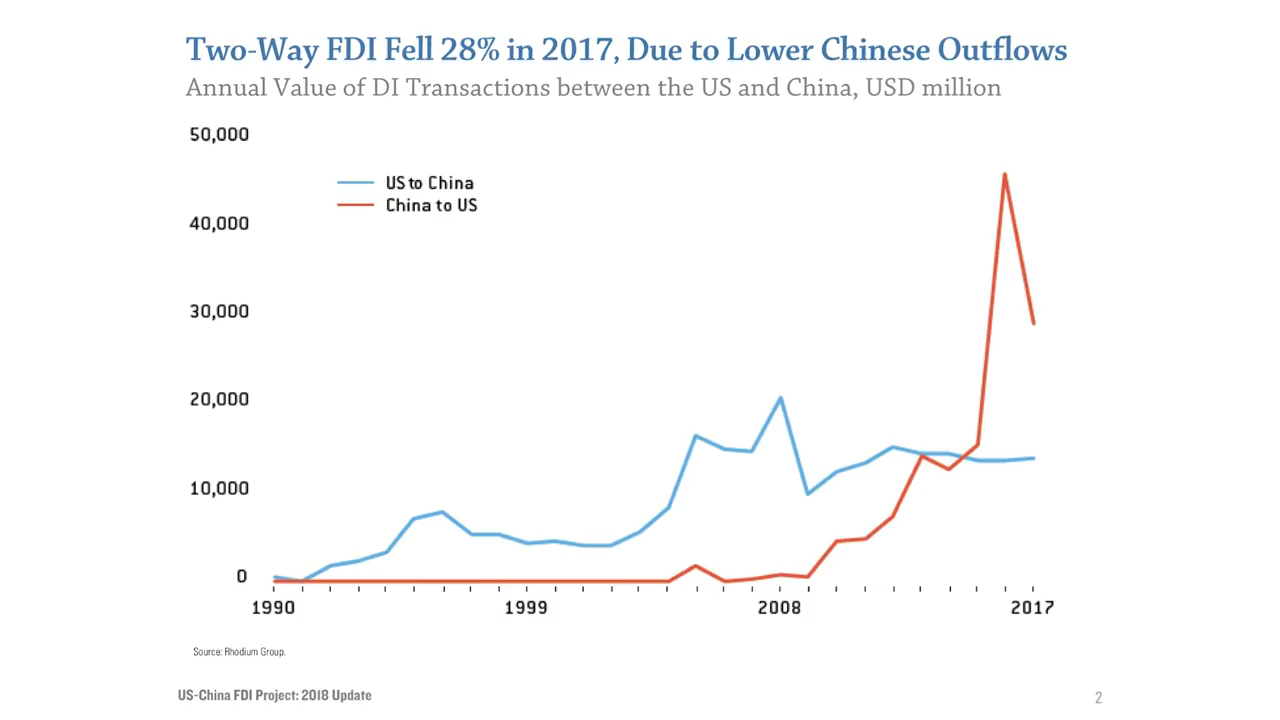 Two-Way FDI Fell 28% in 2017, Due to Lower Chinese Outflows
Annual Value of DI Transactions between the US and China, USD million
50,000
US to China
China to US
40,000
30,000
20,000
10,000
0
1990 1999 2008 2017
Source: Rhodium Group.
US-China FDI Project: 2018 Update 2